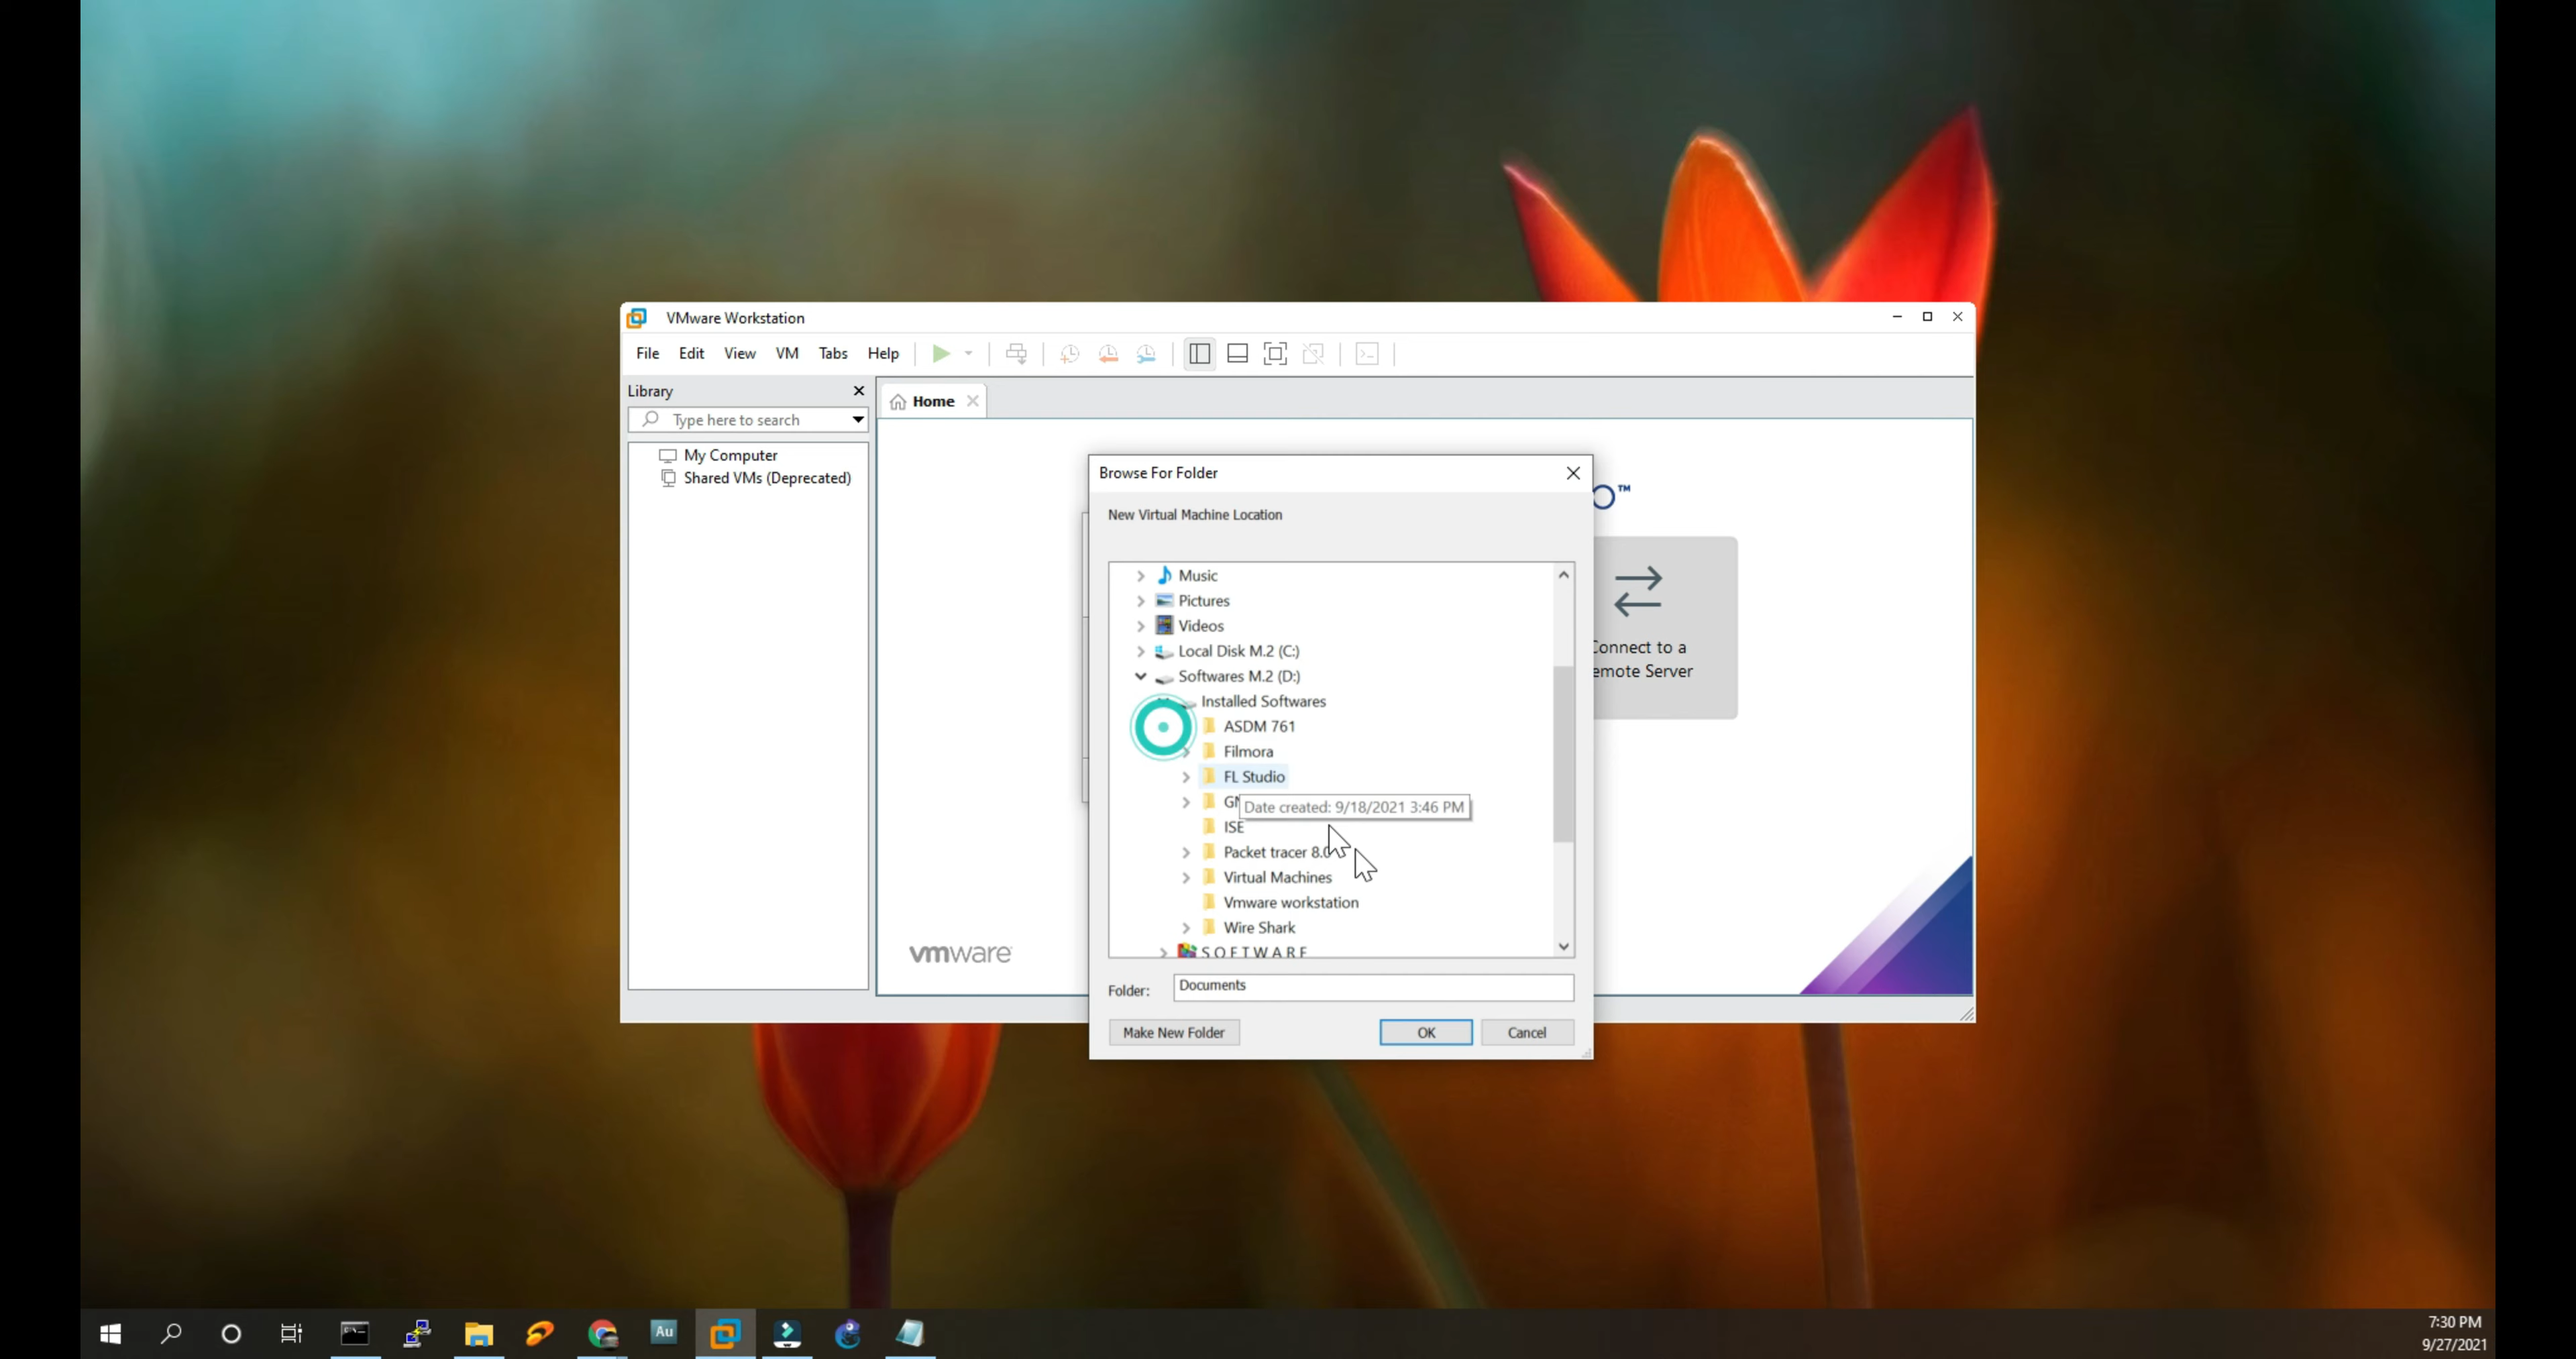 VMware Workstation
File Edit View VM Tabs Help
Library
Type here to search
My Computer
Shared VMs (Deprecated)
Home
Browse For Folder
New Virtual Machine Location
Music
Pictures
Videos
Local Disk M.2 (C:)
Softwares M.2 (D:)
Installed Softwares
ASDM 761
Filmora
FL Studio
Date created: 9/18/2021 3:46 PM
ISE
Packet tracer 8.0
Virtual Machines
Vmware workstation
Wire Shark
SOFTWARE
Folder: Documents
Make New Folder OK Cancel
TM
Connect to a
emote Server
vmware
Au
7:30 PM
9/27/2021